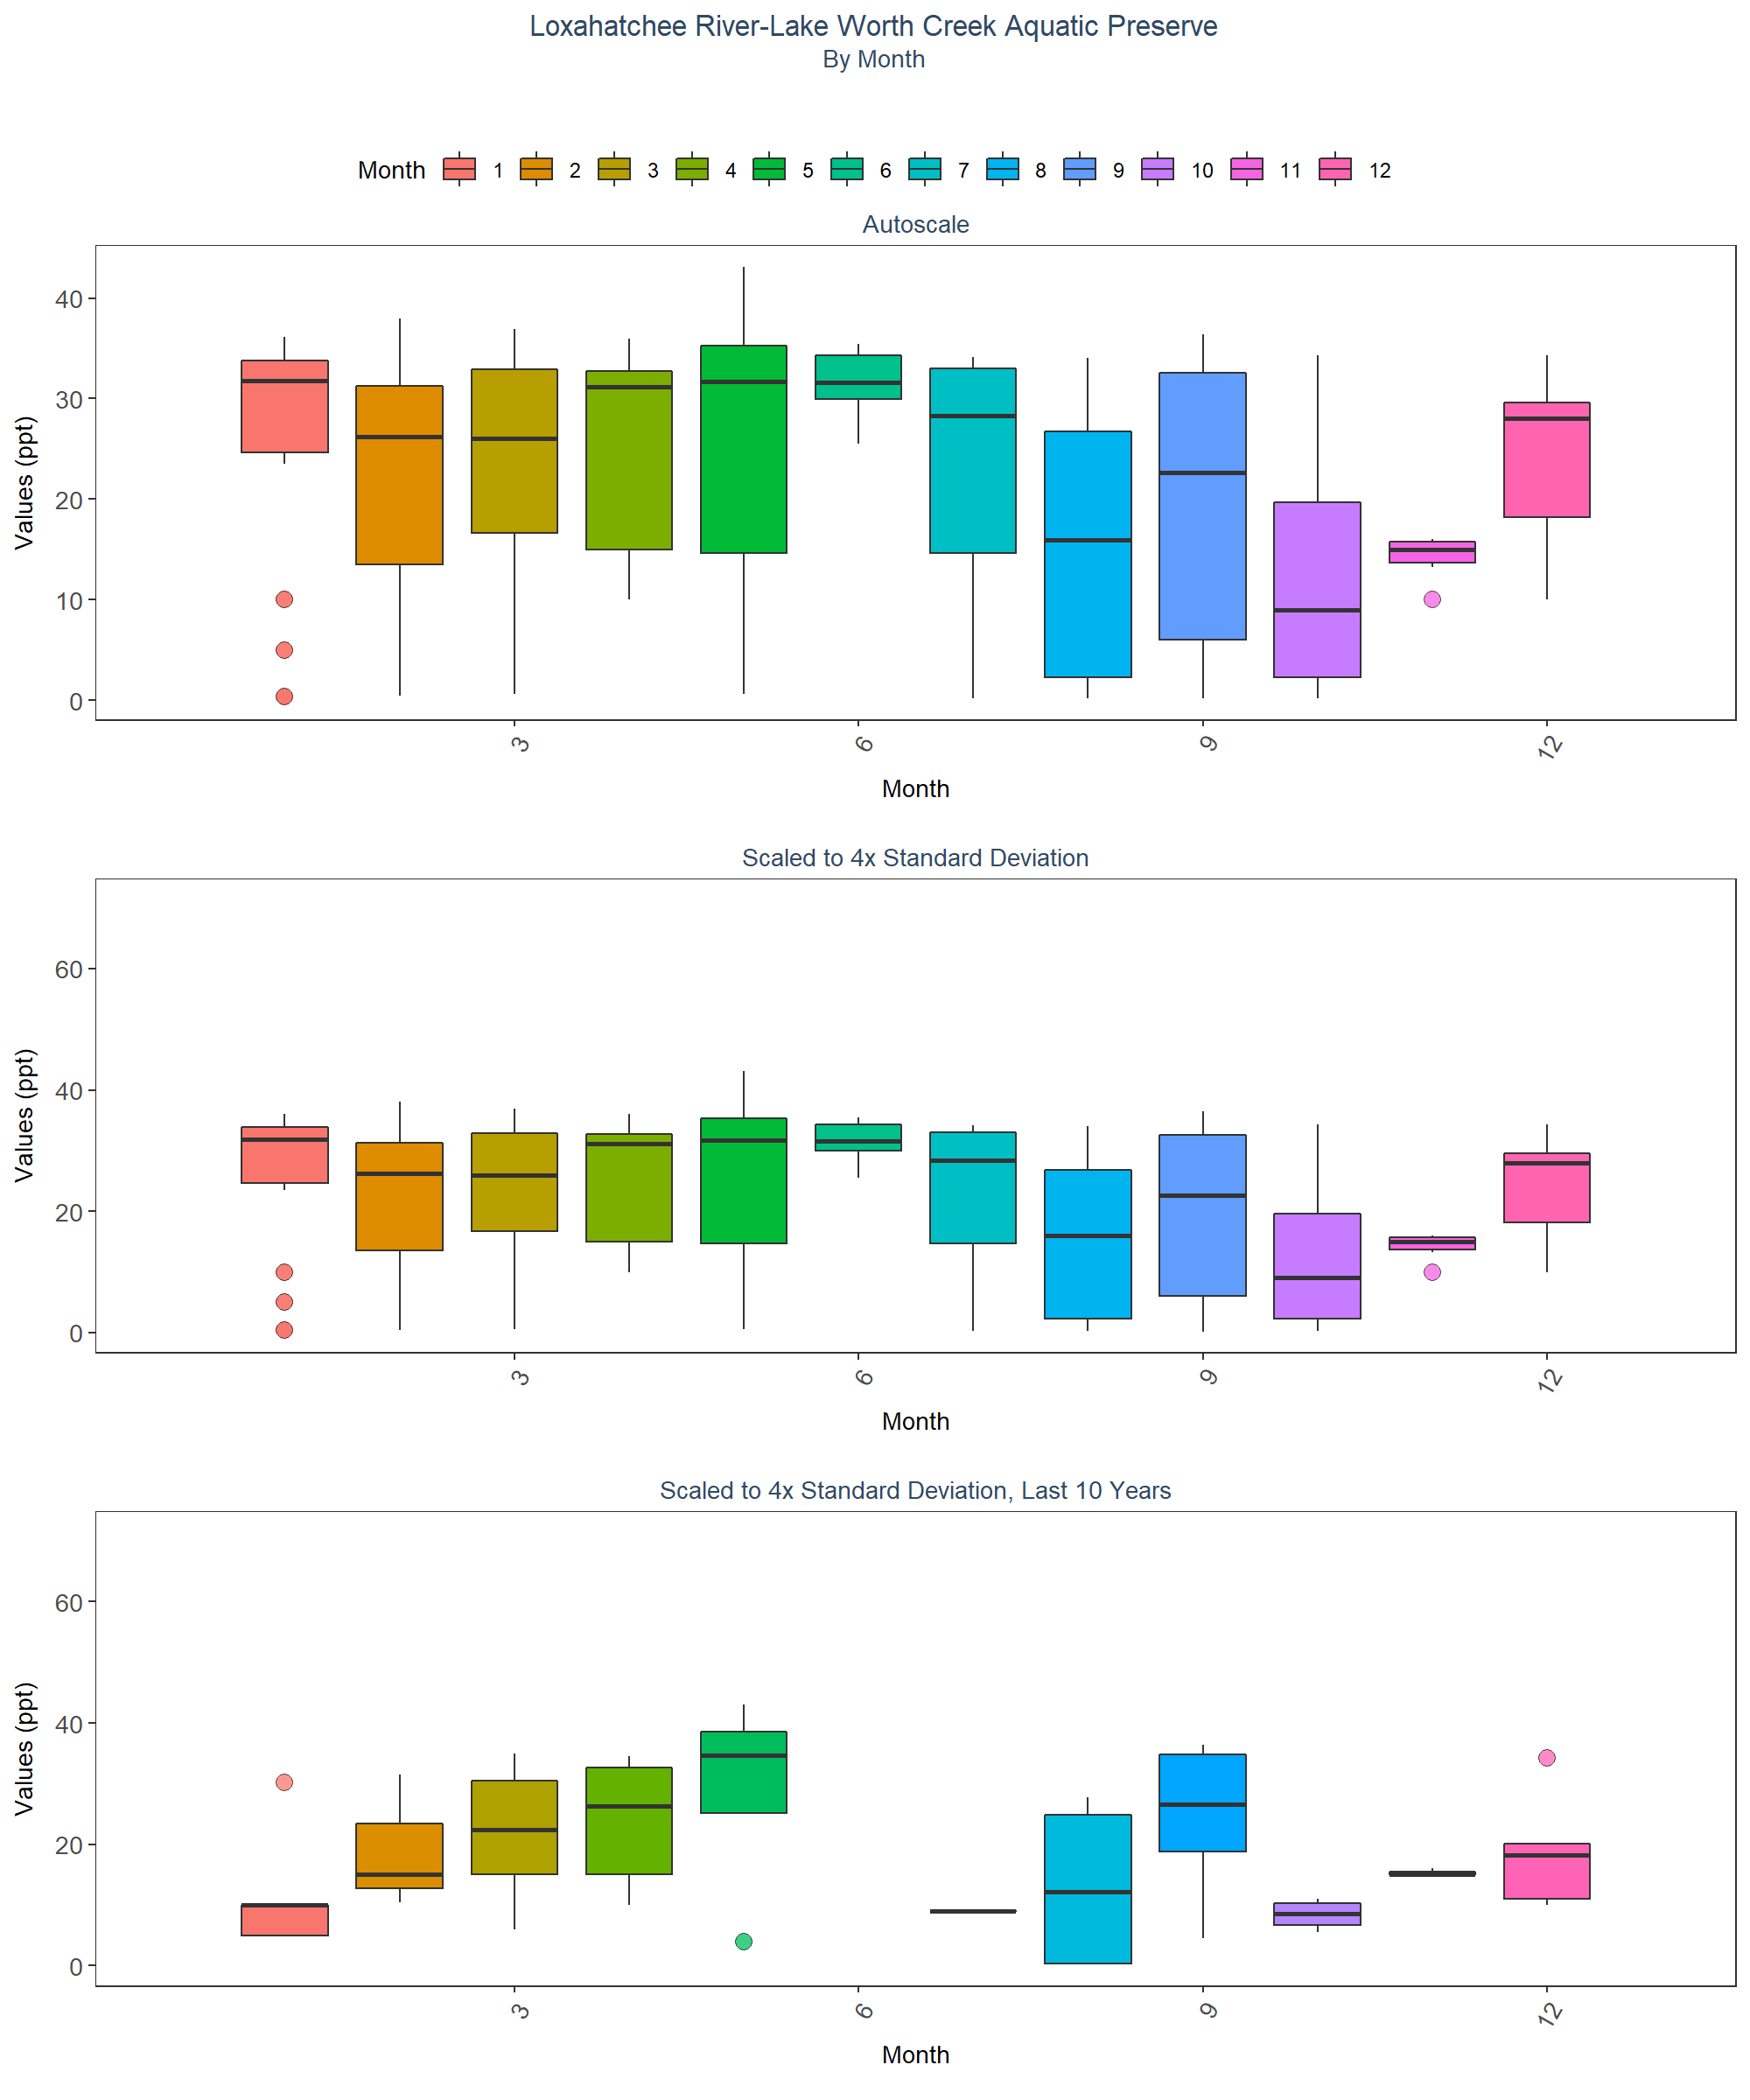 Loxahatchee River-Lake Worth Creek Aquatic Preserve
By Month
Month 1 2 3 4 5 6 7 8 9 10 11 12
Autoscale
Values (ppt)
40
30
20
10
0
3 6 9 12
Month
Scaled to 4x Standard Deviation
Values (ppt)
60
40
20
0
3 6 9 12
Month
Scaled to 4x Standard Deviation, Last 10 Years
Values (ppt)
60
40
20
0
3 6 9 12
Month